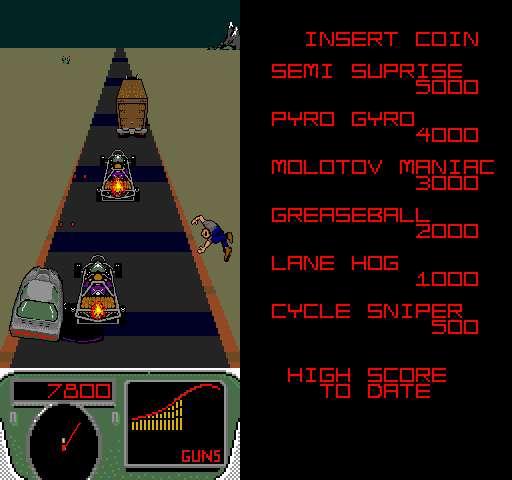 INSERT COIN
SEMI SUPRISE
5000
PYRO GYRO
4000
MOLOTOV MANIAC
3000
GREASEBALL
2000
LANE HOG
1000
CYCLE SNIPER
500
HIGH SCORE
TO DATE
7800
GUNS